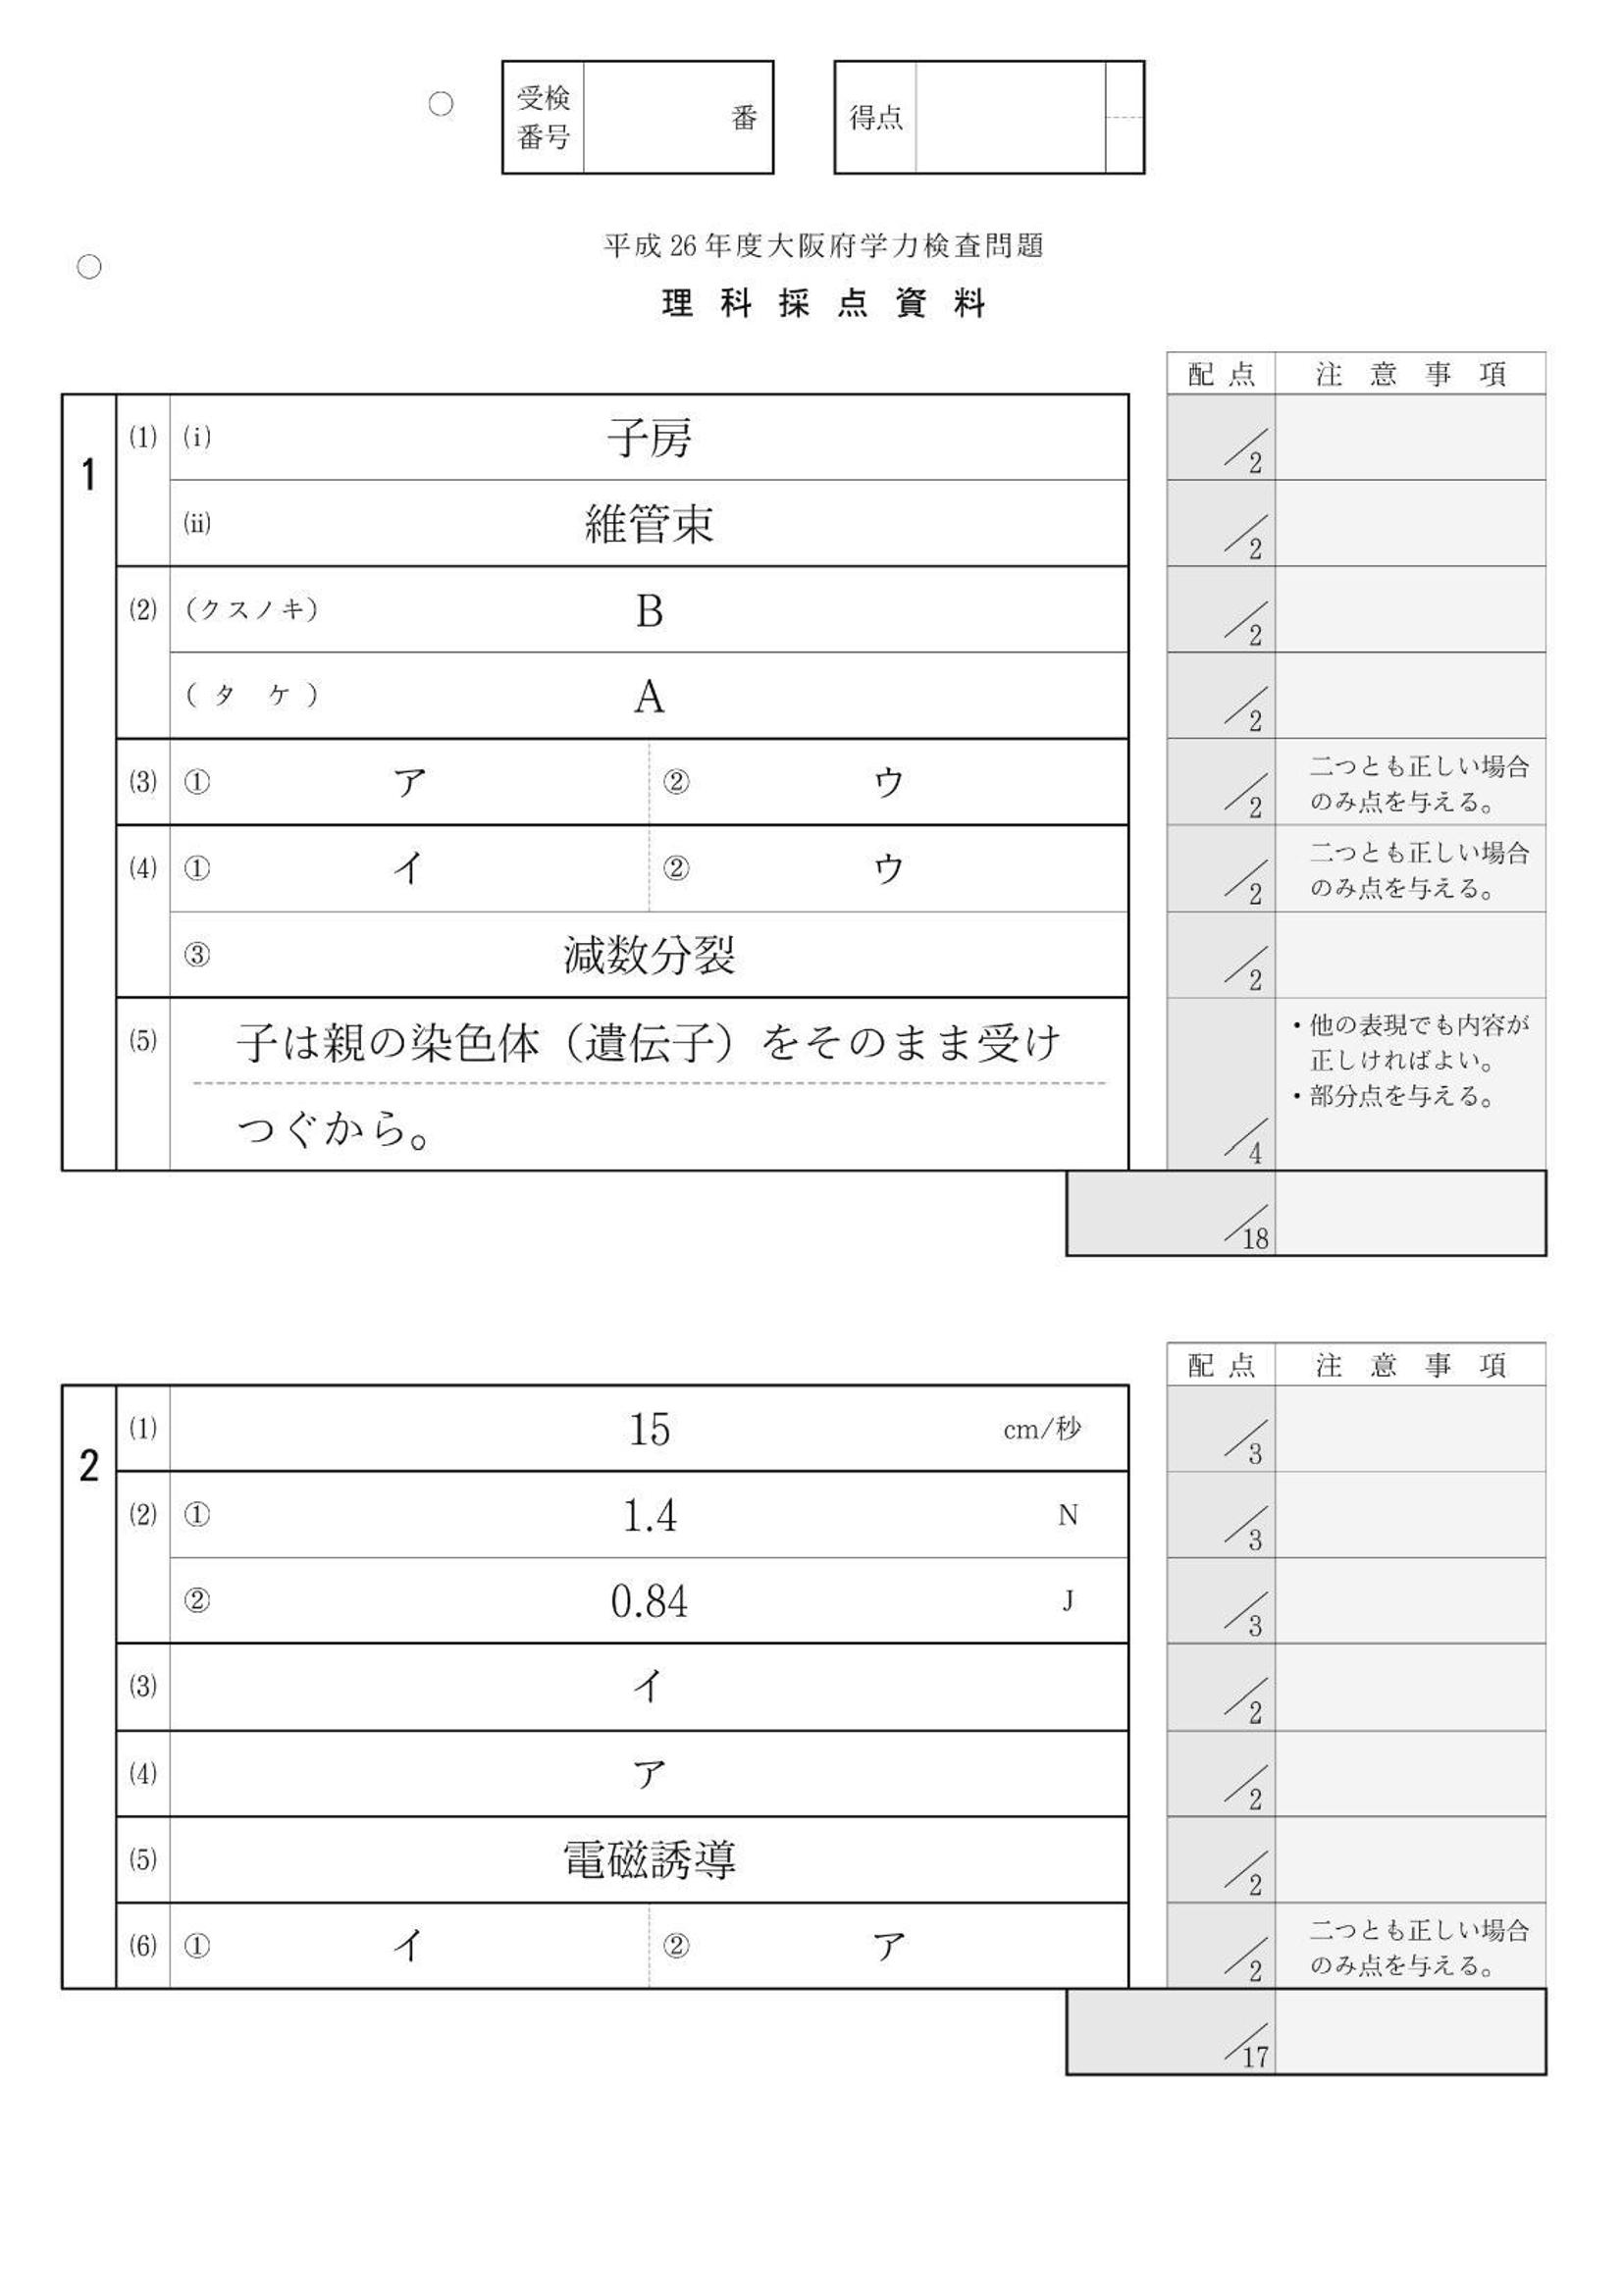 受検
番号
番
得点
平成26年度大阪府学力検査問題
理科採点資料
配点 注意事項
1 (1) (i) 子房 /2
(ii) 維管束 /2
(2) (クスノキ) B /2
(タケ) A /2
(3) ① ア ② ウ /2 二つとも正しい場合
のみ点を与える。
(4) ① イ ② ウ /2 二つとも正しい場合
のみ点を与える。
③ 減数分裂 /2
(5) 子は親の染色体（遺伝子）をそのまま受け
つぐから。
/4
・他の表現でも内容が
正しければよい。
・部分点を与える。
/18
配点 注意事項
2 (1) 15 cm/秒 /3
(2) ① 1.4 N /3
② 0.84 J /3
(3) イ /2
(4) ア /2
(5) 電磁誘導 /2
(6) ① イ ② ア /2 二つとも正しい場合
のみ点を与える。
/17